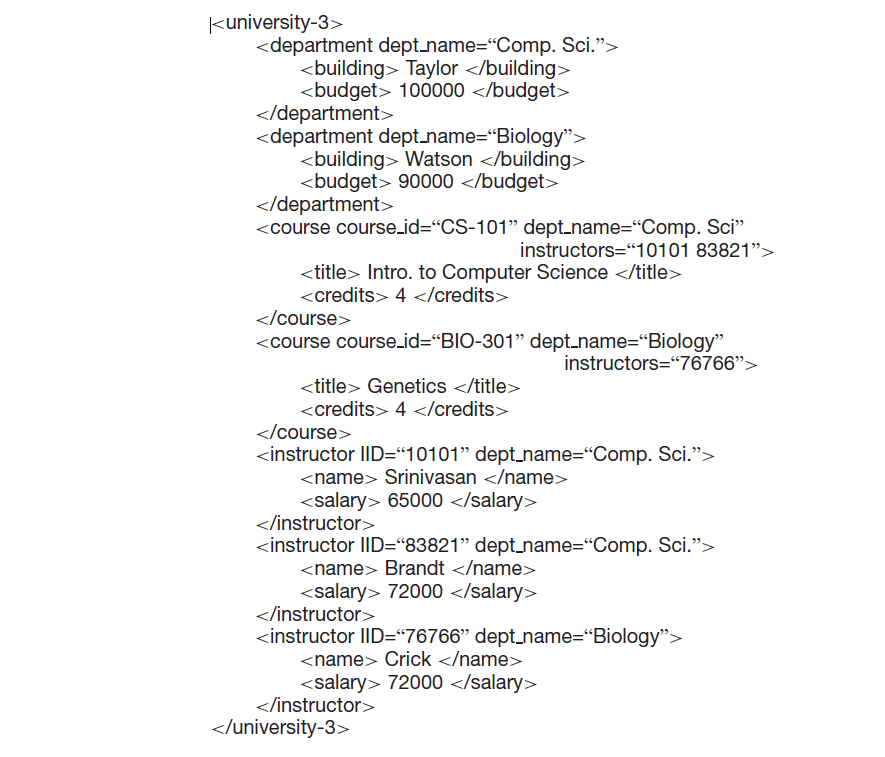 <university-3>
<department dept_name=“Comp. Sci.”>
<building> Taylor </building>
<budget> 100000 </budget>
</department>
<department dept_name=“Biology”>
<building> Watson </building>
<budget> 90000 </budget>
</department>
<course course_id=“CS-101” dept_name=“Comp. Sci”
instructors=“10101 83821”>
<title> Intro. to Computer Science </title>
<credits> 4 </credits>
</course>
<course course_id=“BIO-301” dept_name=“Biology”
instructors=“76766”>
<title> Genetics </title>
<credits> 4 </credits>
</course>
<instructor IID=“10101” dept_name=“Comp. Sci.”>
<name> Srinivasan </name>
<salary> 65000 </salary>
</instructor>
<instructor IID=“83821” dept_name=“Comp. Sci.”>
<name> Brandt </name>
<salary> 72000 </salary>
</instructor>
<instructor IID=“76766” dept_name=“Biology”>
<name> Crick </name>
<salary> 72000 </salary>
</instructor>
</university-3>